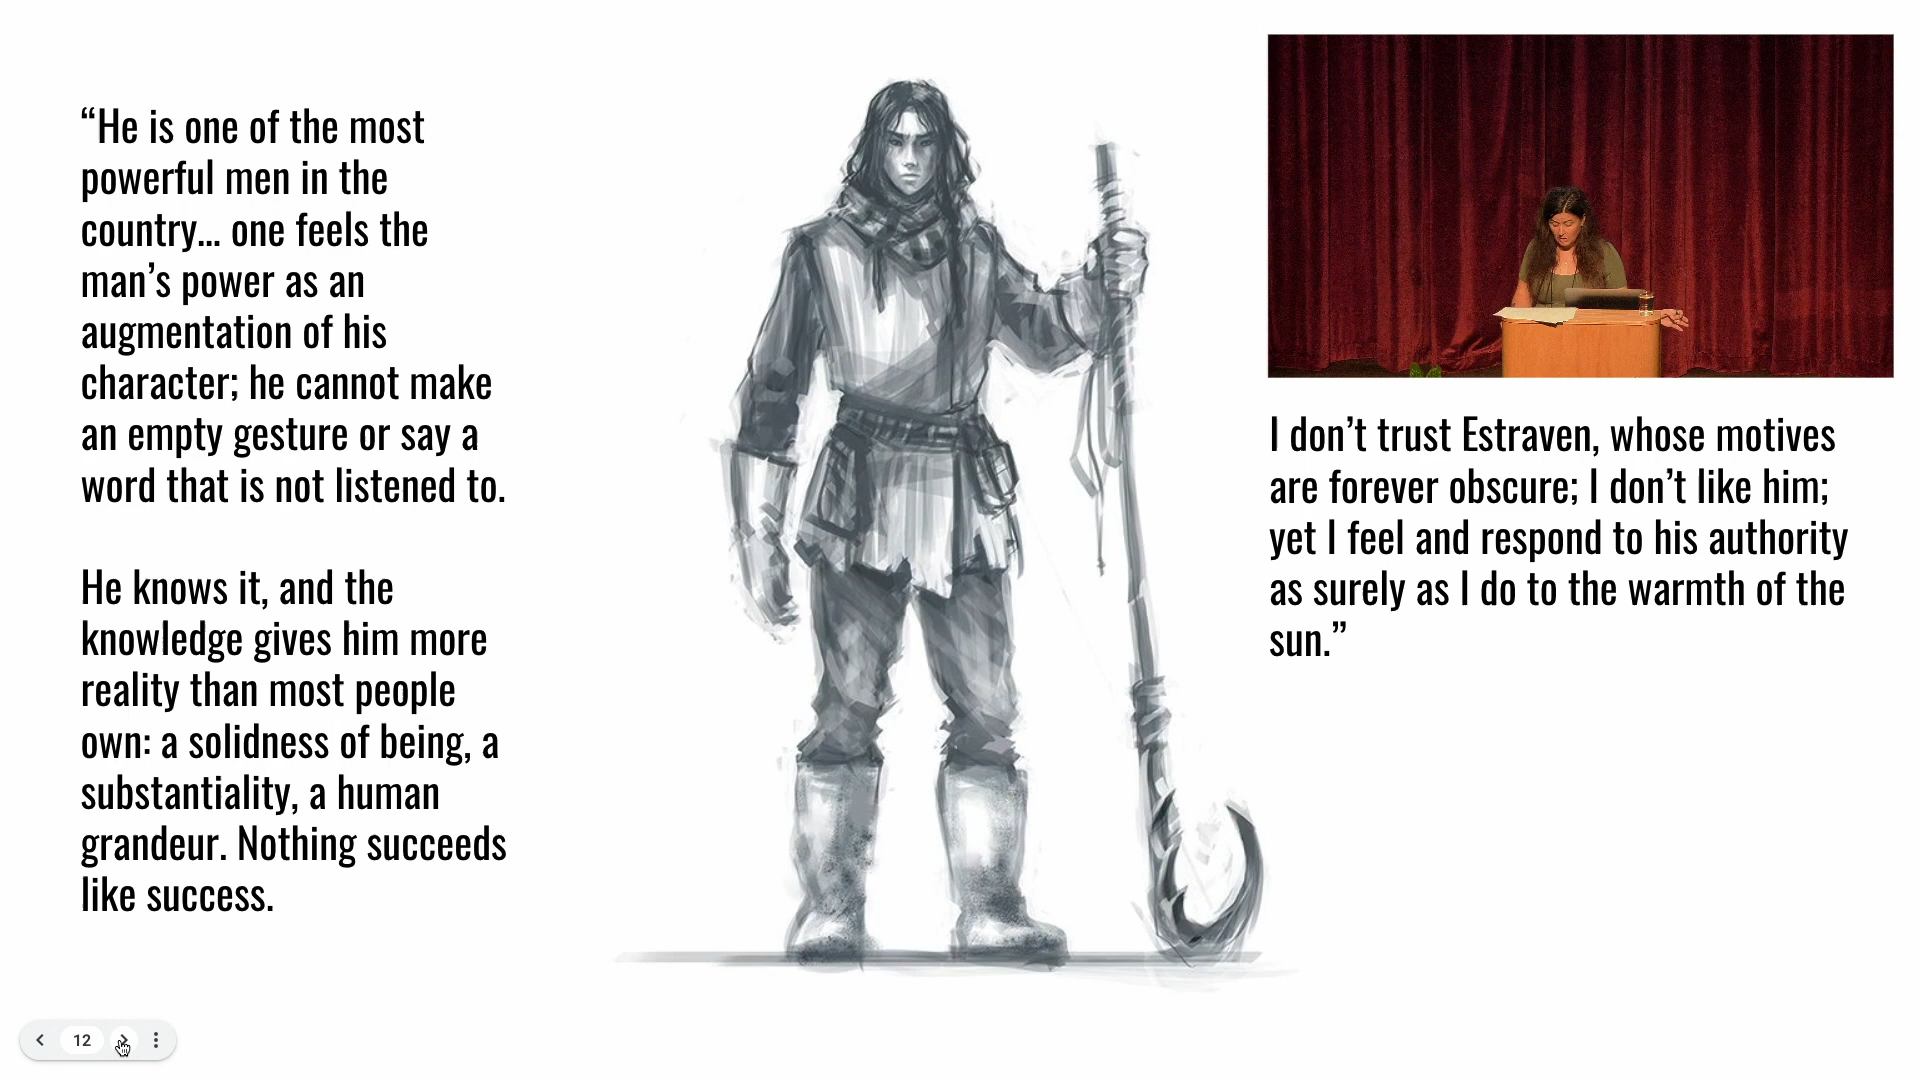 “He is one of the most
powerful men in the
country... one feels the
man’s power as an
augmentation of his
character; he cannot make
an empty gesture or say a
word that is not listened to.
He knows it, and the
knowledge gives him more
reality than most people
own: a solidness of being, a
substantiality, a human
grandeur. Nothing succeeds
like success.
I don’t trust Estraven, whose motives
are forever obscure; I don’t like him;
yet I feel and respond to his authority
as surely as I do to the warmth of the
sun.”
12